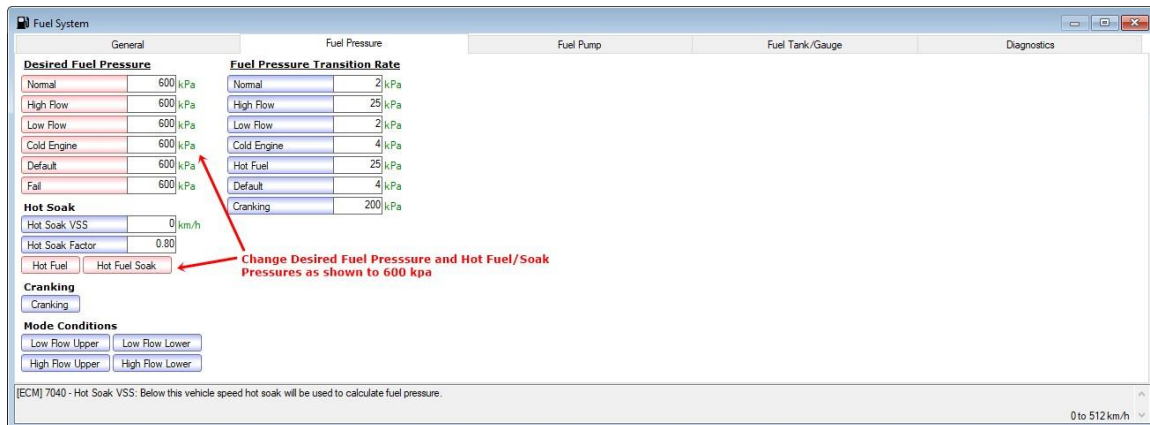 Fuel System
General Fuel Pressure Fuel Pump Fuel Tank/Gauge Diagnostics
Desired Fuel Pressure Fuel Pressure Transition Rate
Normal 600 kPa Normal 2 kPa
High Flow 600 kPa High Flow 25 kPa
Low Flow 600 kPa Low Flow 2 kPa
Cold Engine 600 kPa Cold Engine 4 kPa
Default 600 kPa Hot Fuel 25 kPa
Fail 600 kPa Default 4 kPa
Hot Soak Cranking 200 kPa
Hot Soak VSS 0 km/h
Hot Soak Factor 0.80
Hot Fuel Hot Fuel Soak
Change Desired Fuel Presssure and Hot Fuel/Soak
Pressures as shown to 600 kpa
Cranking
Cranking
Mode Conditions
Low Flow Upper Low Flow Lower
High Flow Upper High Flow Lower
[ECM] 7040 - Hot Soak VSS: Below this vehicle speed hot soak will be used to calculate fuel pressure.
0 to 512 km/h